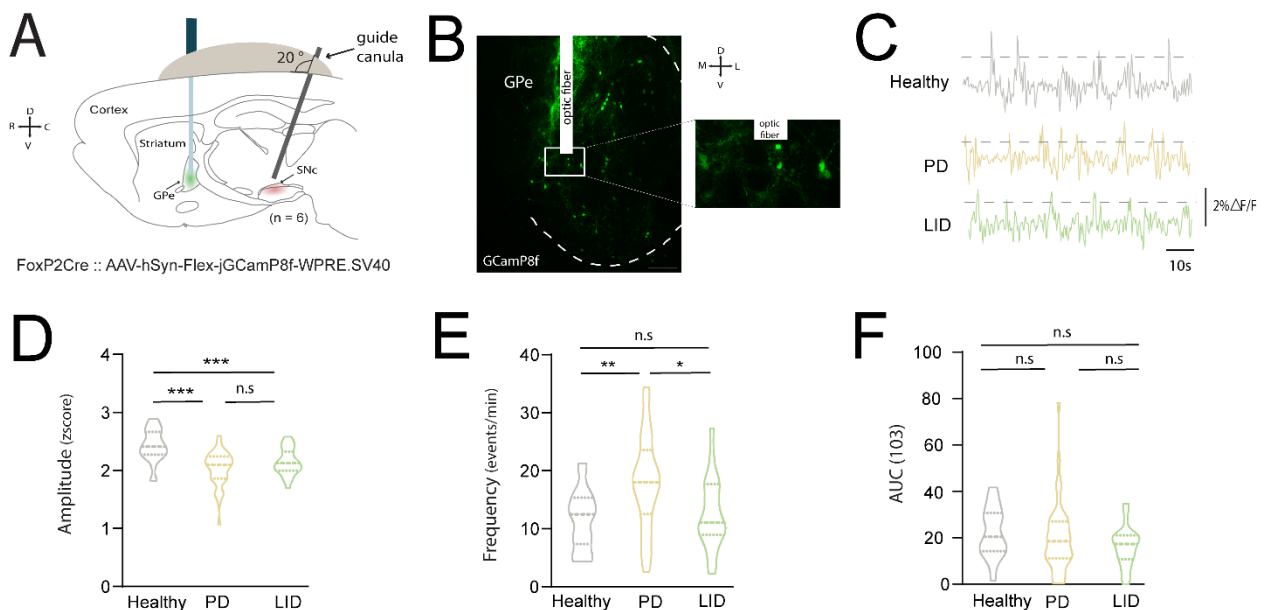 A
guide
canula
20 °
Cortex
D
R C
V
Striatum
GPe
SNc
(n = 6)
FoxP2Cre :: AAV-hSyn-Flex-jGCamP8f-WPRE.SV40
B
GPe
optic fiber
D
M L
V
optic
fiber
GCamP8f
C
Healthy
PD
LID
2%△F/F
10s
D
Amplitude (zscore)
4
3
2
1
0
***
***
n.s
Healthy PD LID
E
Frequency (events/min)
40
30
20
10
0
n.s
** *
Healthy PD LID
F
AUC (103)
100
80
60
40
20
0
n.s
n.s n.s
Healthy PD LID